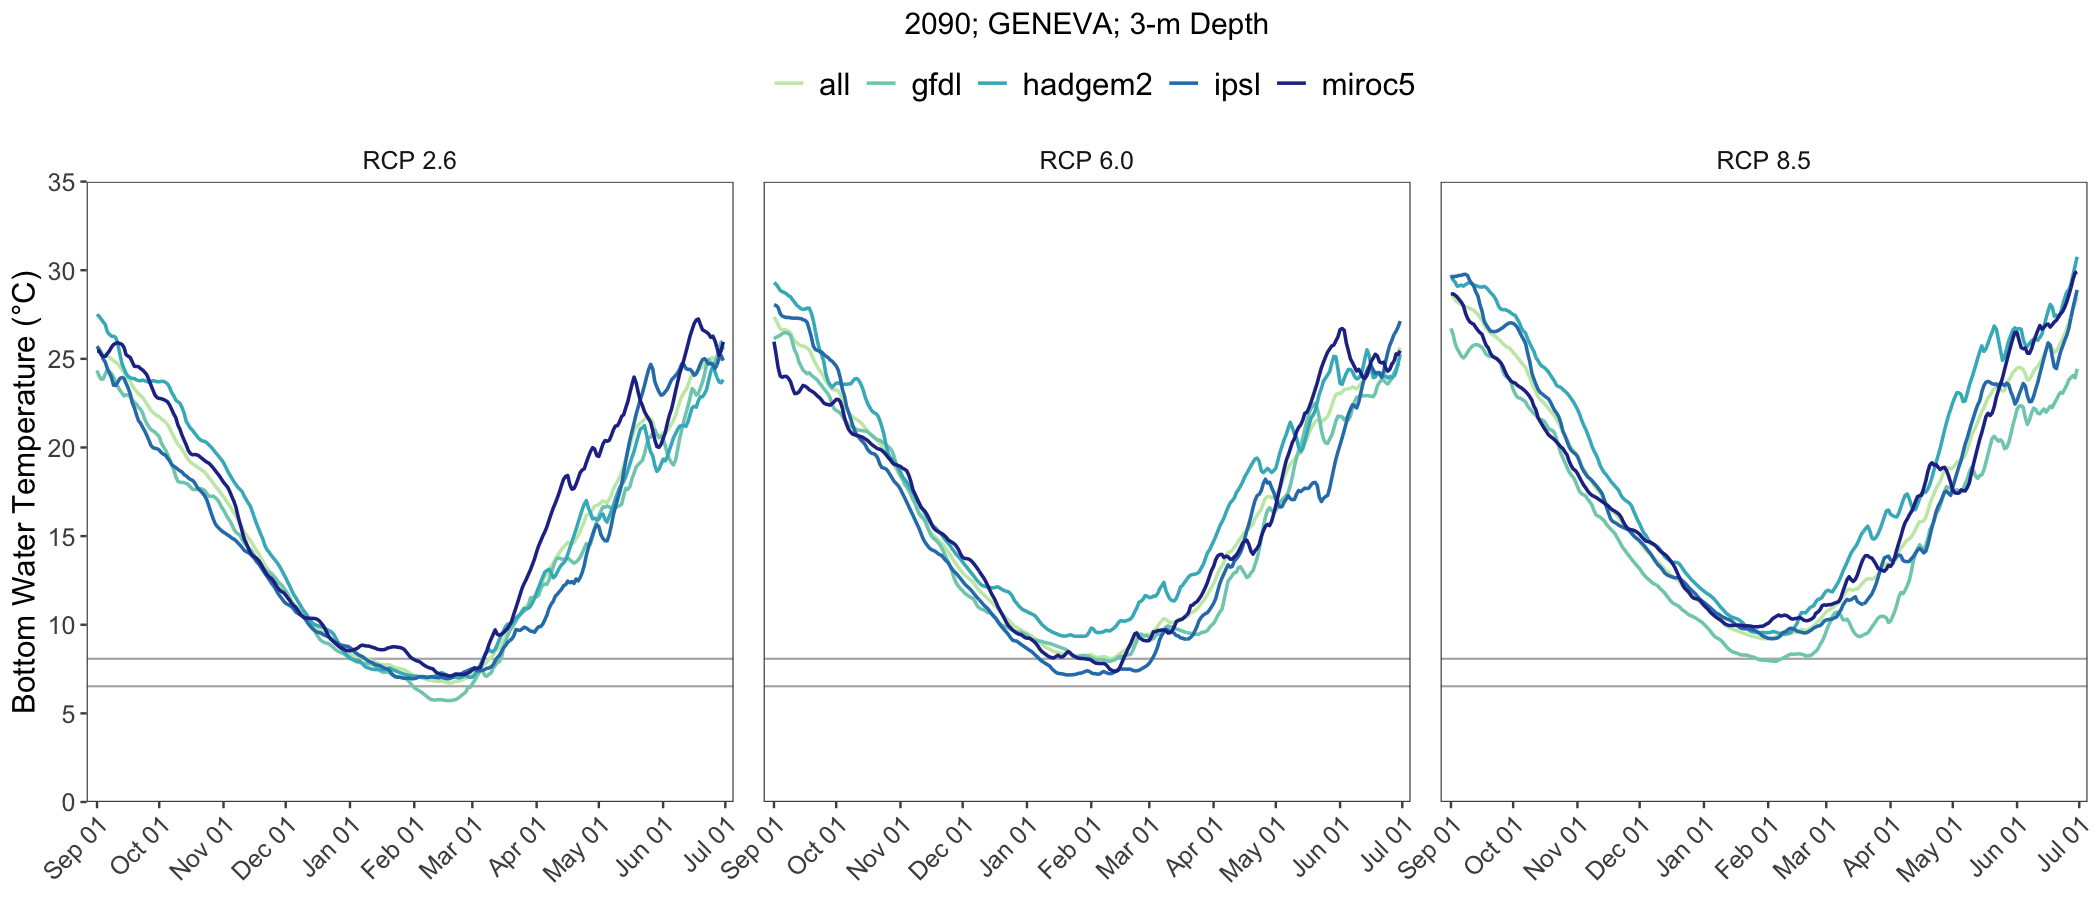 2090; GENEVA; 3-m Depth
all gfdl hadgem2 ipsl miroc5
RCP 2.6 RCP 6.0 RCP 8.5
Bottom Water Temperature (°C)
35
30
25
20
15
10
5
0
Sep 01 Oct 01 Nov 01 Dec 01 Jan 01 Feb 01 Mar 01 Apr 01 May 01 Jun 01 Jul 01 Sep 01 Oct 01 Nov 01 Dec 01 Jan 01 Feb 01 Mar 01 Apr 01 May 01 Jun 01 Jul 01 Sep 01 Oct 01 Nov 01 Dec 01 Jan 01 Feb 01 Mar 01 Apr 01 May 01 Jun 01 Jul 01